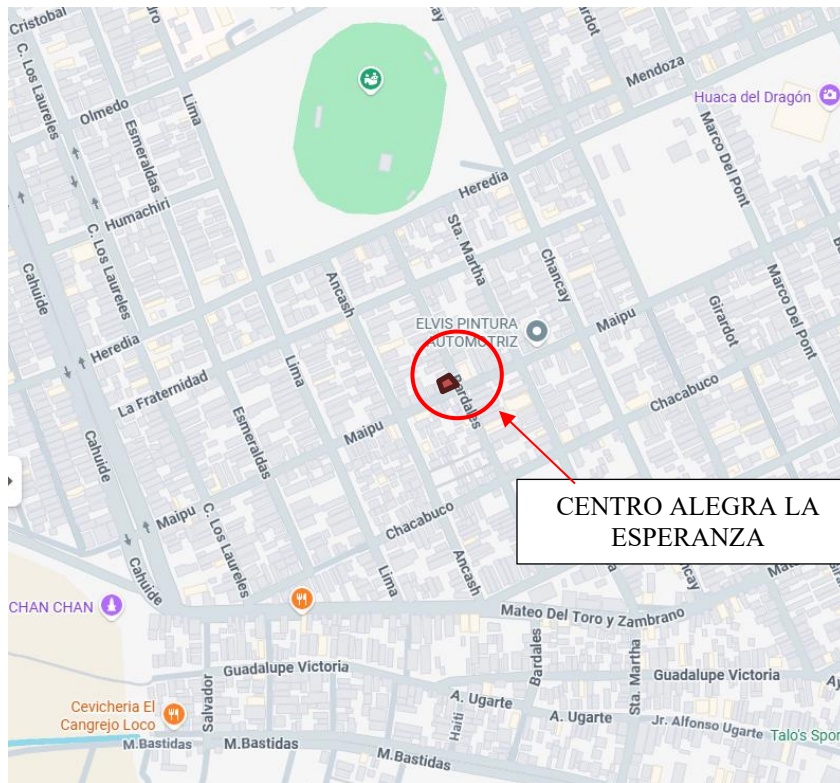 Cristobal
C. Los Laureles
Olmedo
Lima
Esmeraldas
Mendoza
Huaca del Dragón
Marco Del Pont
Heredia
Humachiri
C. Los Laureles
Cahuide
Sta. Martha
Chancay
Ancash
ELVIS PINTURA
AUTOMOTRIZ
Maipu
Girardot
Marco Del Pont
Heredia
La Fraternidad
Lima
Bardales
Chacabuco
Esmeraldas
Maipu
Cahuide
CENTRO ALEGRA LA
ESPERANZA
Maipu
C. Los Laureles
Chacabuco
Cahuide
Lima
Ancash
CHAN CHAN
Mateo Del Toro y Zambrano
Bardales
Sta. Martha
Salvador
Guadalupe Victoria
Guadalupe Victoria
Cevicheria El
Cangrejo Loco
A. Ugarte
Haiti
A. Ugarte
Jr. Alfonso Ugarte
Talo's Spor
M.Bastidas
M.Bastidas
M.Bastidas